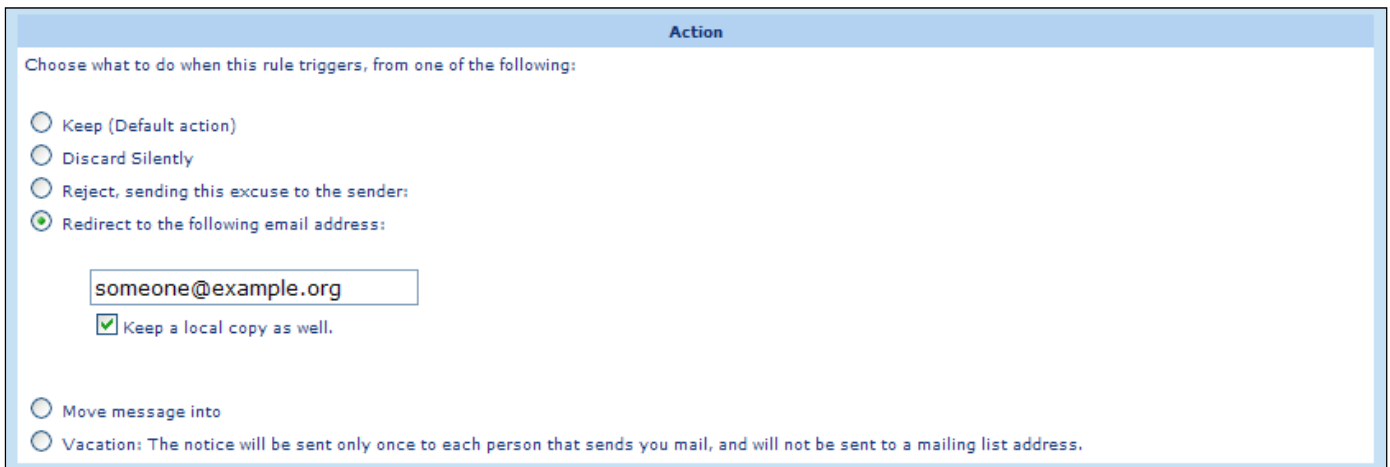 Action
Choose what to do when this rule triggers, from one of the following:
Keep (Default action)
Discard Silently
Reject, sending this excuse to the sender:
Redirect to the following email address:
someone@example.org
Keep a local copy as well.
Move message into
Vacation: The notice will be sent only once to each person that sends you mail, and will not be sent to a mailing list address.